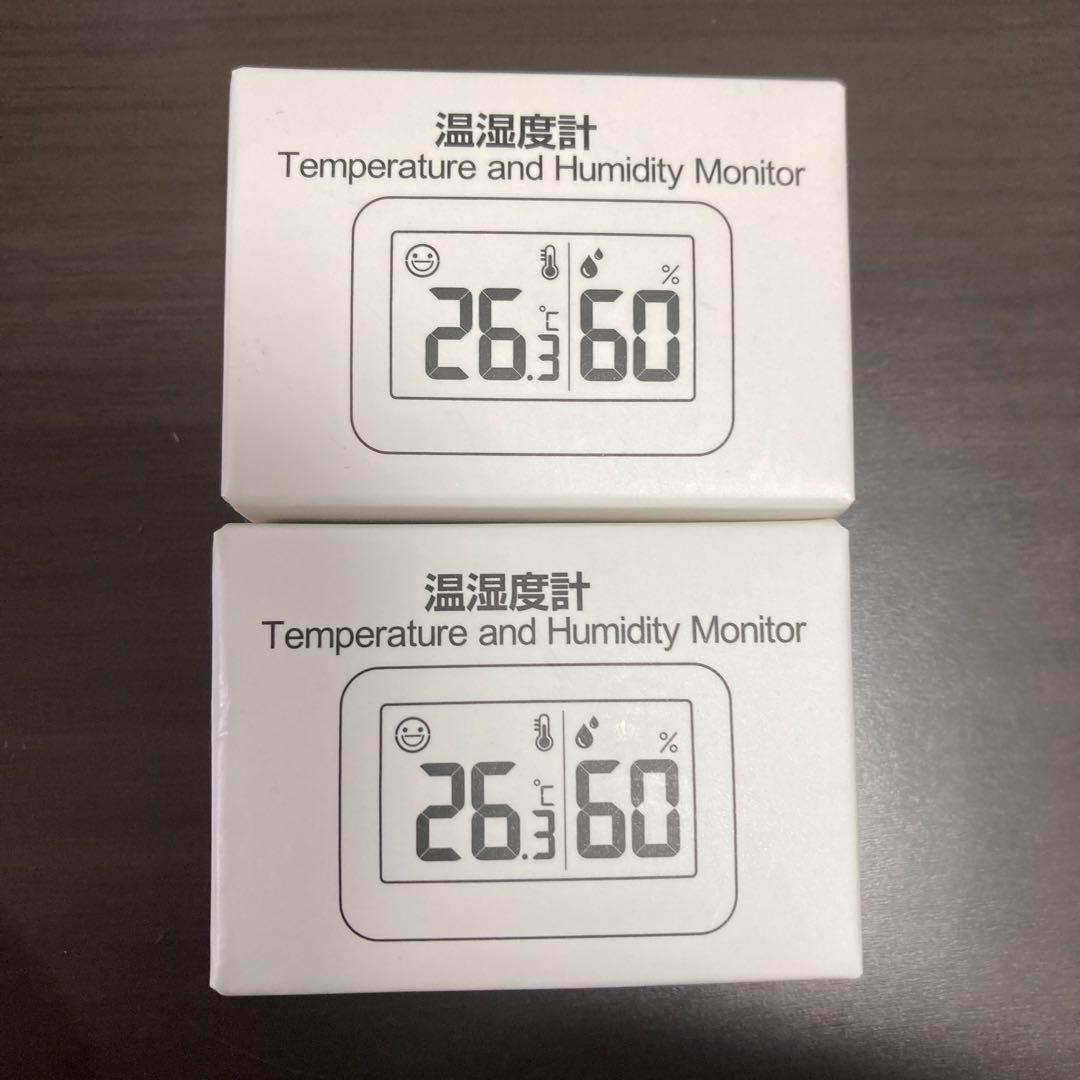 温湿度計
Temperature and Humidity Monitor
%
26.3℃ 60
温湿度計
Temperature and Humidity Monitor
%
26.3℃ 60